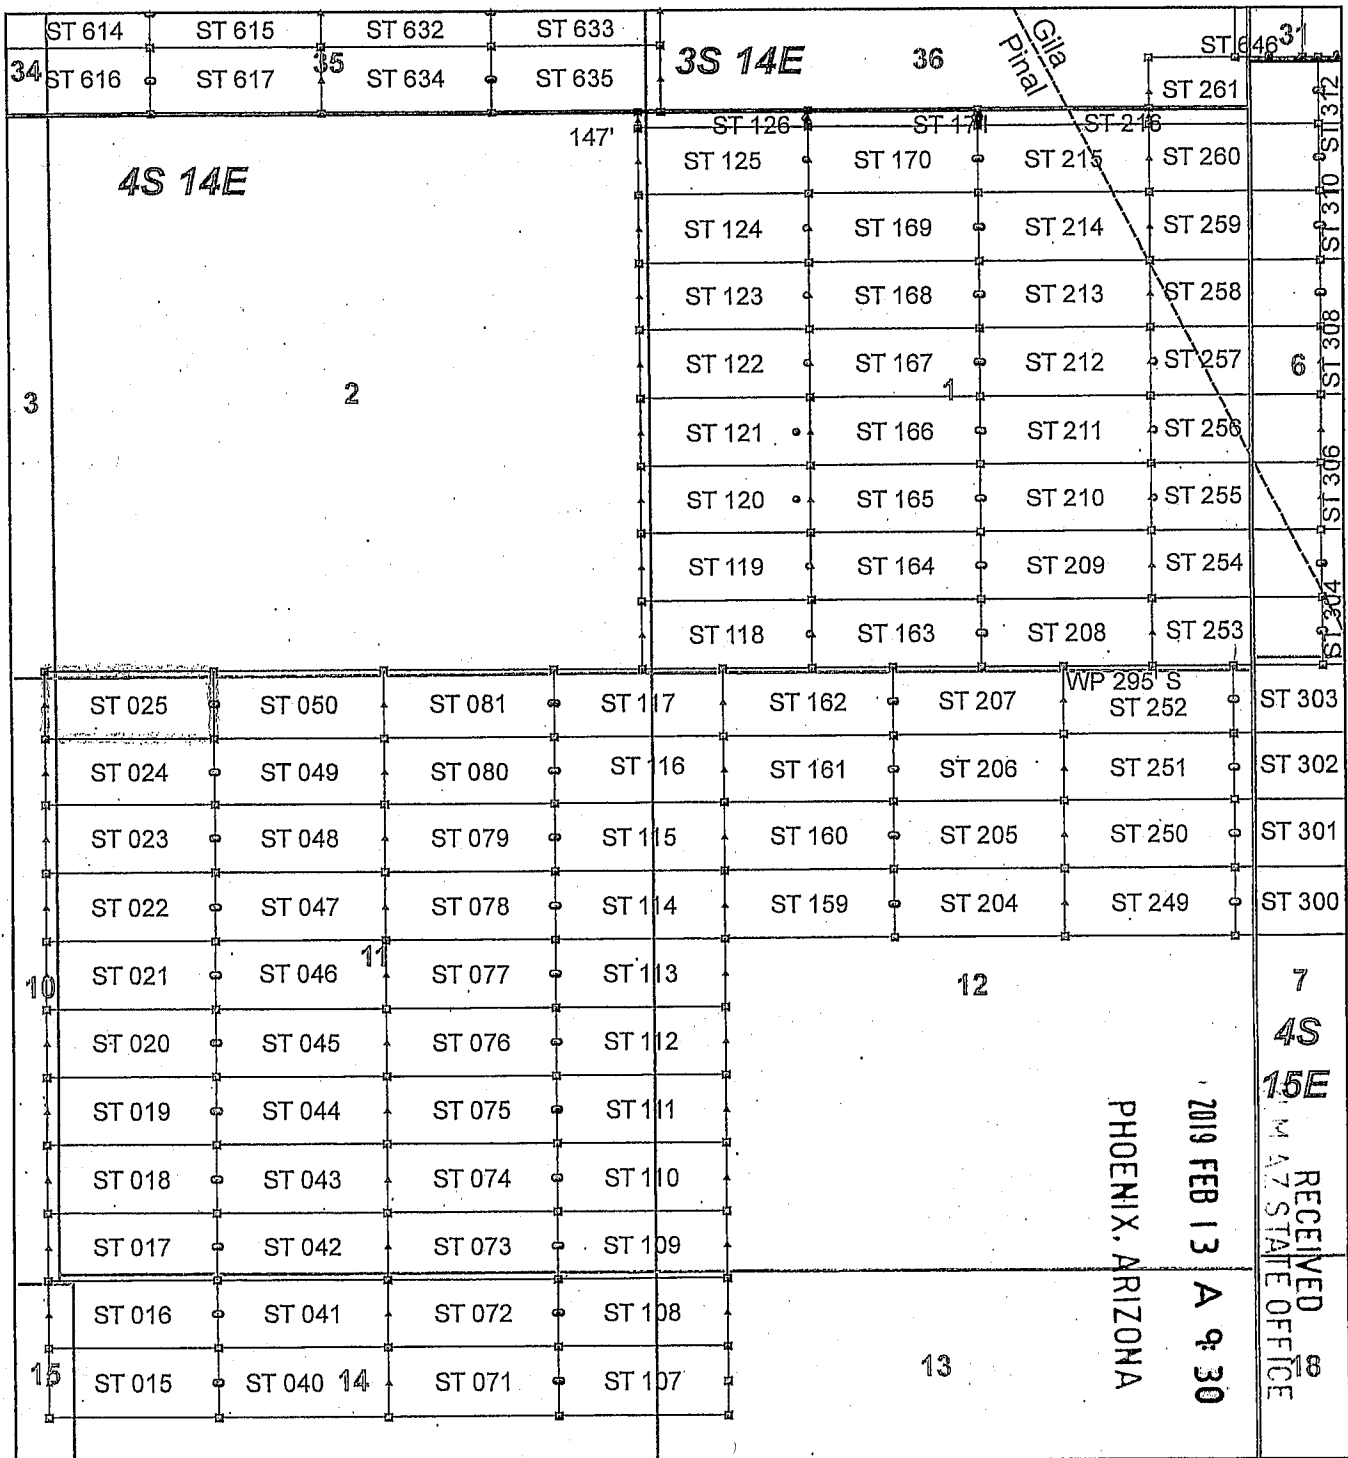 ST 614 ST 615 ST 632 ST 633 ST 646 31
34 35 3S 14E 36 Gila
Pinal
ST 616 ST 617 ST 634 ST 635 ST 261 ST 312
147' ST 126 ST 171 ST 216
4S 14E ST 125 ST 170 ST 215 ST 260
ST 124 ST 169 ST 214 ST 259 ST 310
ST 123 ST 168 ST 213 ST 258
ST 122 ST 167 ST 212 ST 257 6 ST 308
3 2 1
ST 121 ST 166 ST 211 ST 256
ST 120 ST 165 ST 210 ST 255 ST 306
ST 119 ST 164 ST 209 ST 254
ST 118 ST 163 ST 208 ST 253 ST 304
WP 295' S
ST 025 ST 050 ST 081 ST 117 ST 162 ST 207 ST 252 ST 303
ST 024 ST 049 ST 080 ST 116 ST 161 ST 206 ST 251 ST 302
ST 023 ST 048 ST 079 ST 115 ST 160 ST 205 ST 250 ST 301
ST 022 ST 047 ST 078 ST 114 ST 159 ST 204 ST 249 ST 300
11
10 ST 021 ST 046 ST 077 ST 113 12 7
ST 020 ST 045 ST 076 ST 112 4S
15E
ST 019 ST 044 ST 075 ST 111
ST 018 ST 043 ST 074 ST 110
ST 017 ST 042 ST 073 ST 109
ST 016 ST 041 ST 072 ST 108
15 ST 015 ST 040 14 ST 071 ST 107 13 18
RECEIVED
AZ STATE OFFICE
2019 FEB 13 A 9:30
PHOENIX, ARIZONA